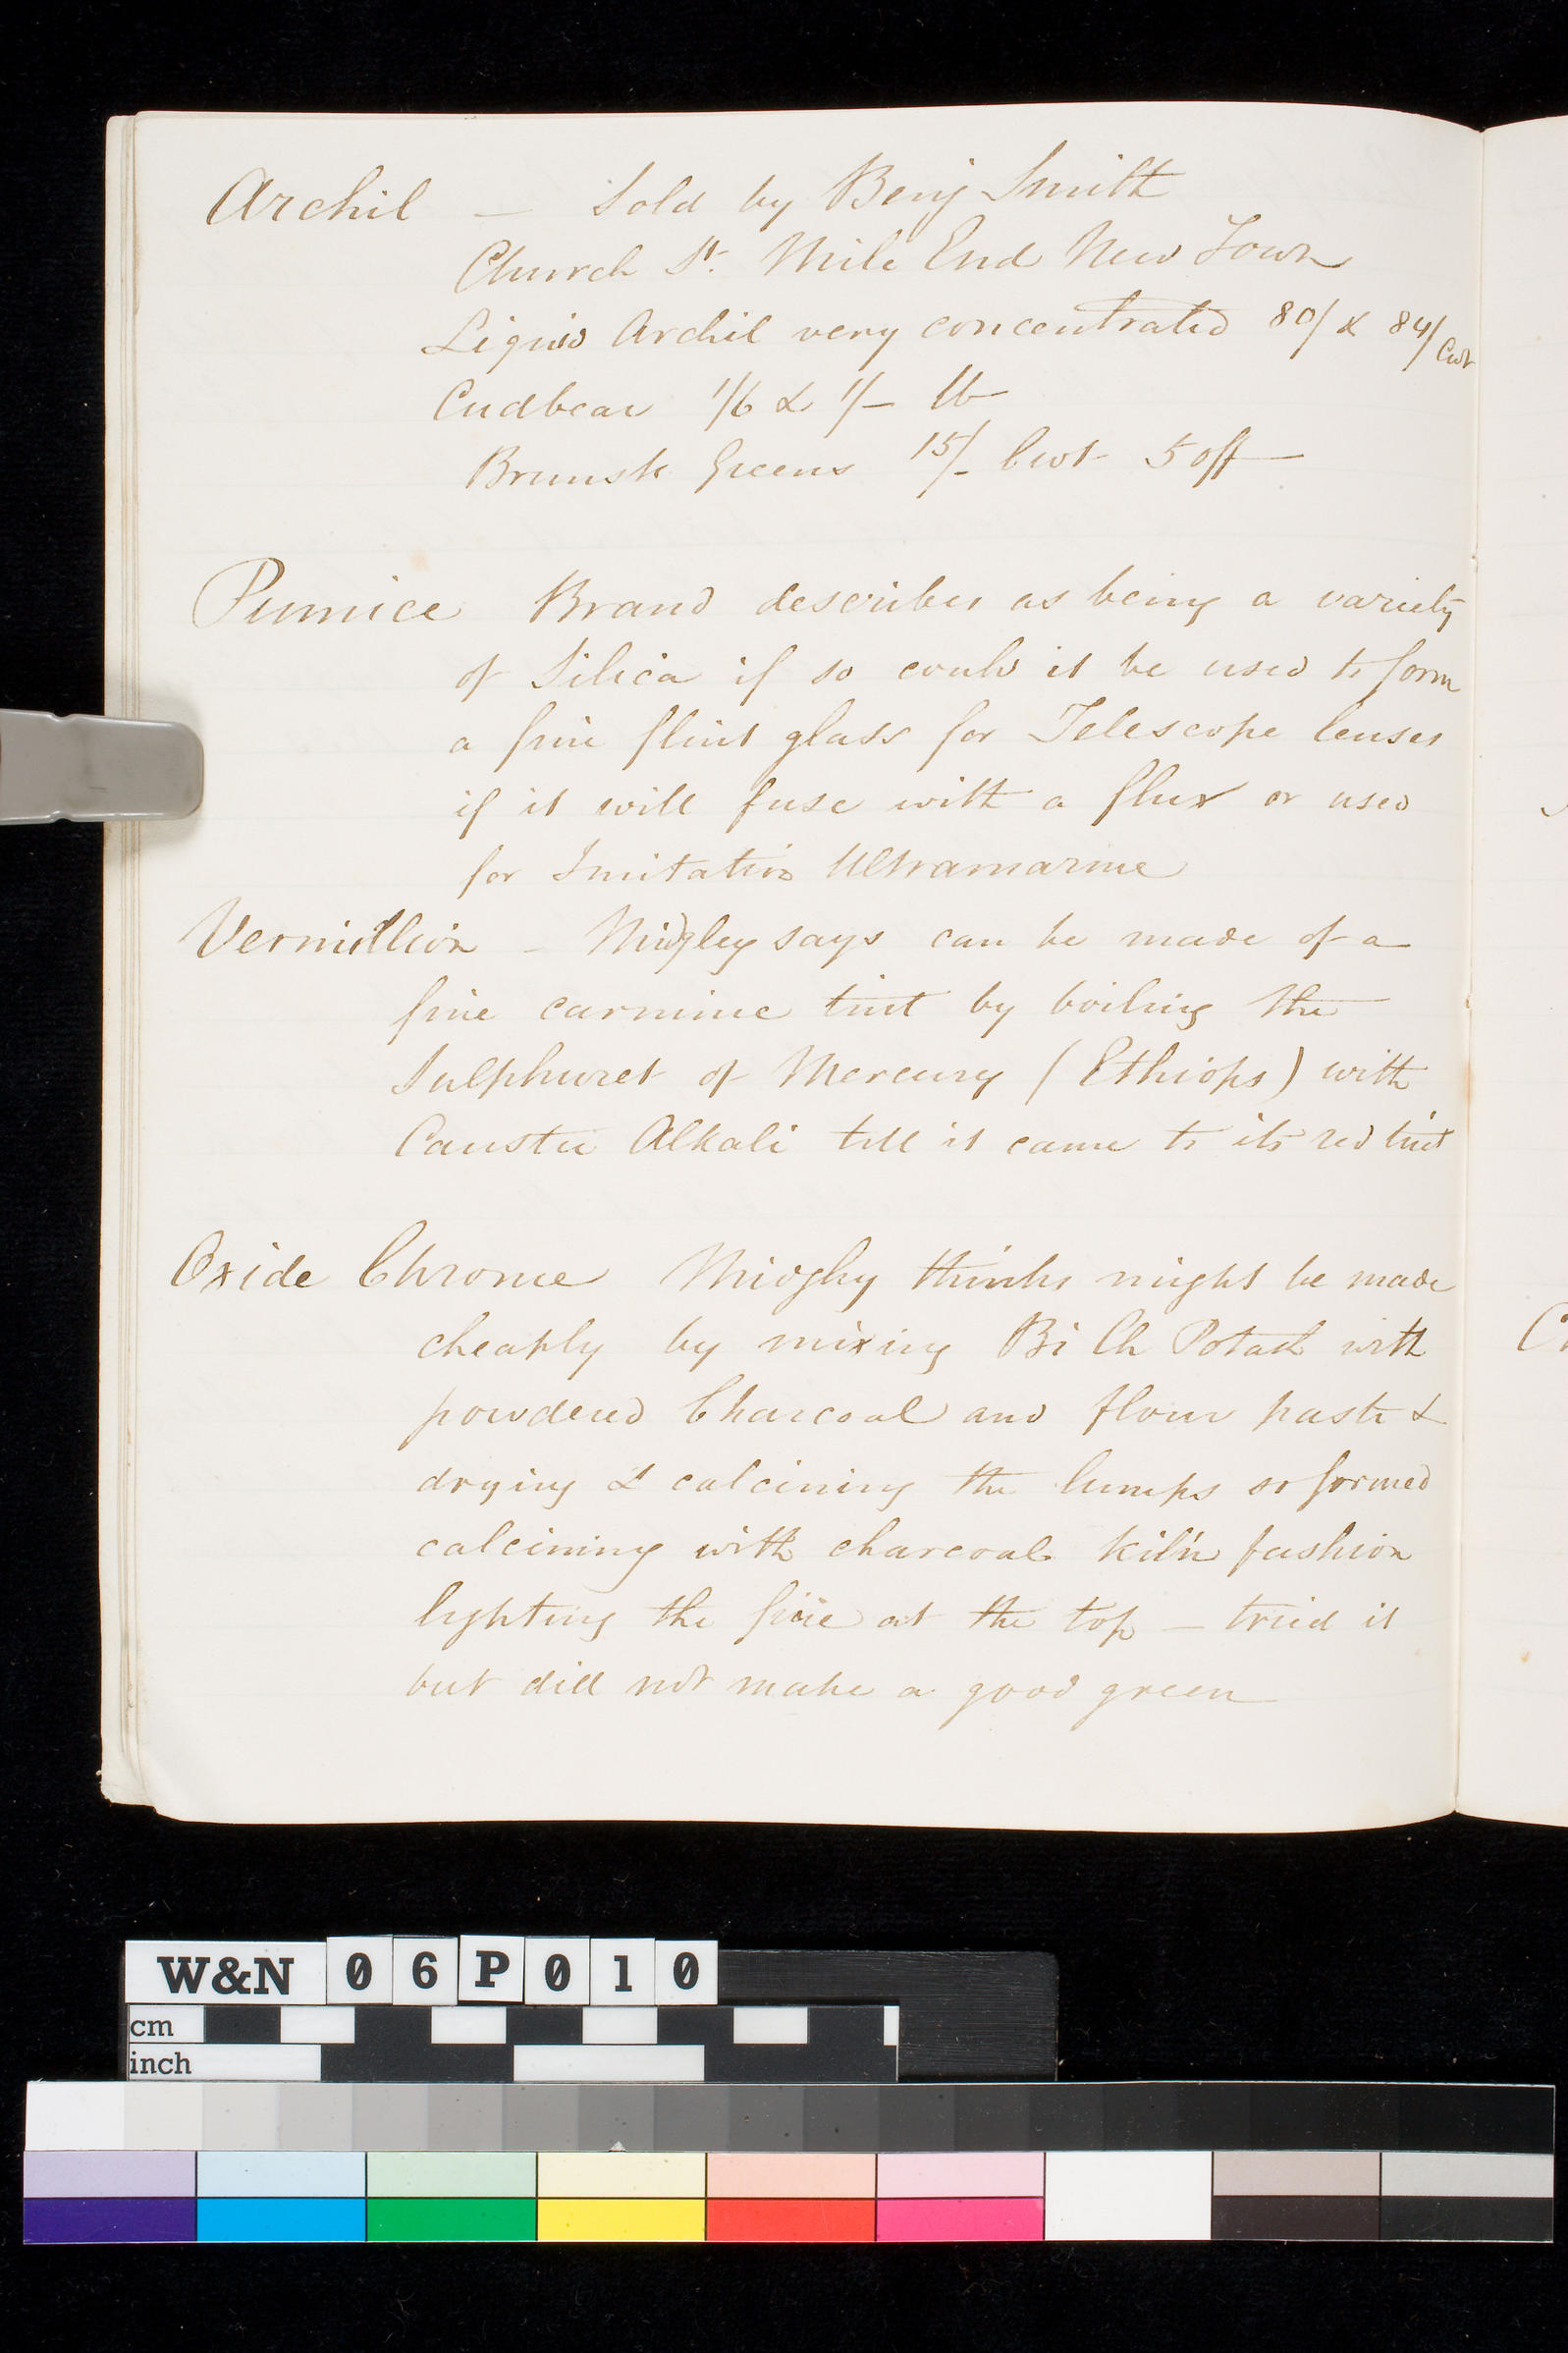 Archil — Sold by Benj Smith
Church St. Mile End New Town
Liquid Archil very concentrated 80/ & 84/ Cwt
Cudbear 1/6 & 1/- lb
Brunsk Greens 15/- Cwt 5 off
Pumice Brand describes as being a variety
of Silica if so could it be used to form
a fine flint glass for Telescope lenses
if it will fuse with a flux or used
for Imitation Ultramarine
Vermillion - Midgley says can be made of a
fine carmine tint by boiling the
Sulphuret of Mercury (Ethiops) with
Caustic Alkali till it came to its red tint
Oxide Chrome Midgley thinks might be made
cheaply by mixing Bi Ch Potash with
powdered Charcoal and flour paste &
drying & calcining the lumps so formed
calcining with charcoal kiln fashion
lighting the fire at the top - tried it
but did not make a good green
W&N 06P010
cm
inch